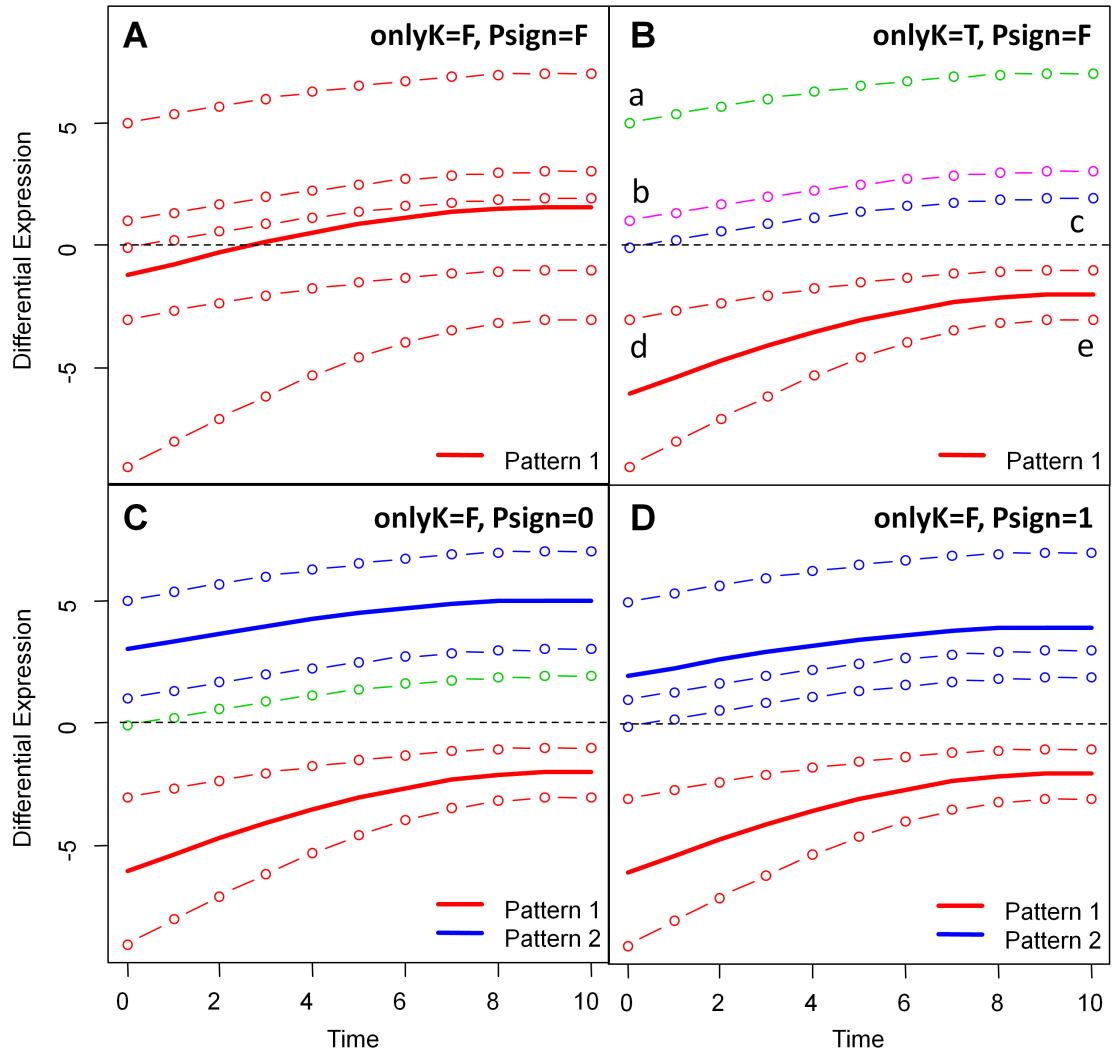 A
onlyK=F, Psign=F
B
onlyK=T, Psign=F
a
b
c
d
e
5
0
-5
Differential Expression
Pattern 1
Pattern 1
C
onlyK=F, Psign=0
D
onlyK=F, Psign=1
5
0
-5
Differential Expression
Pattern 1
Pattern 2
Pattern 1
Pattern 2
0 2 4 6 8 10
0 2 4 6 8 10
Time
Time